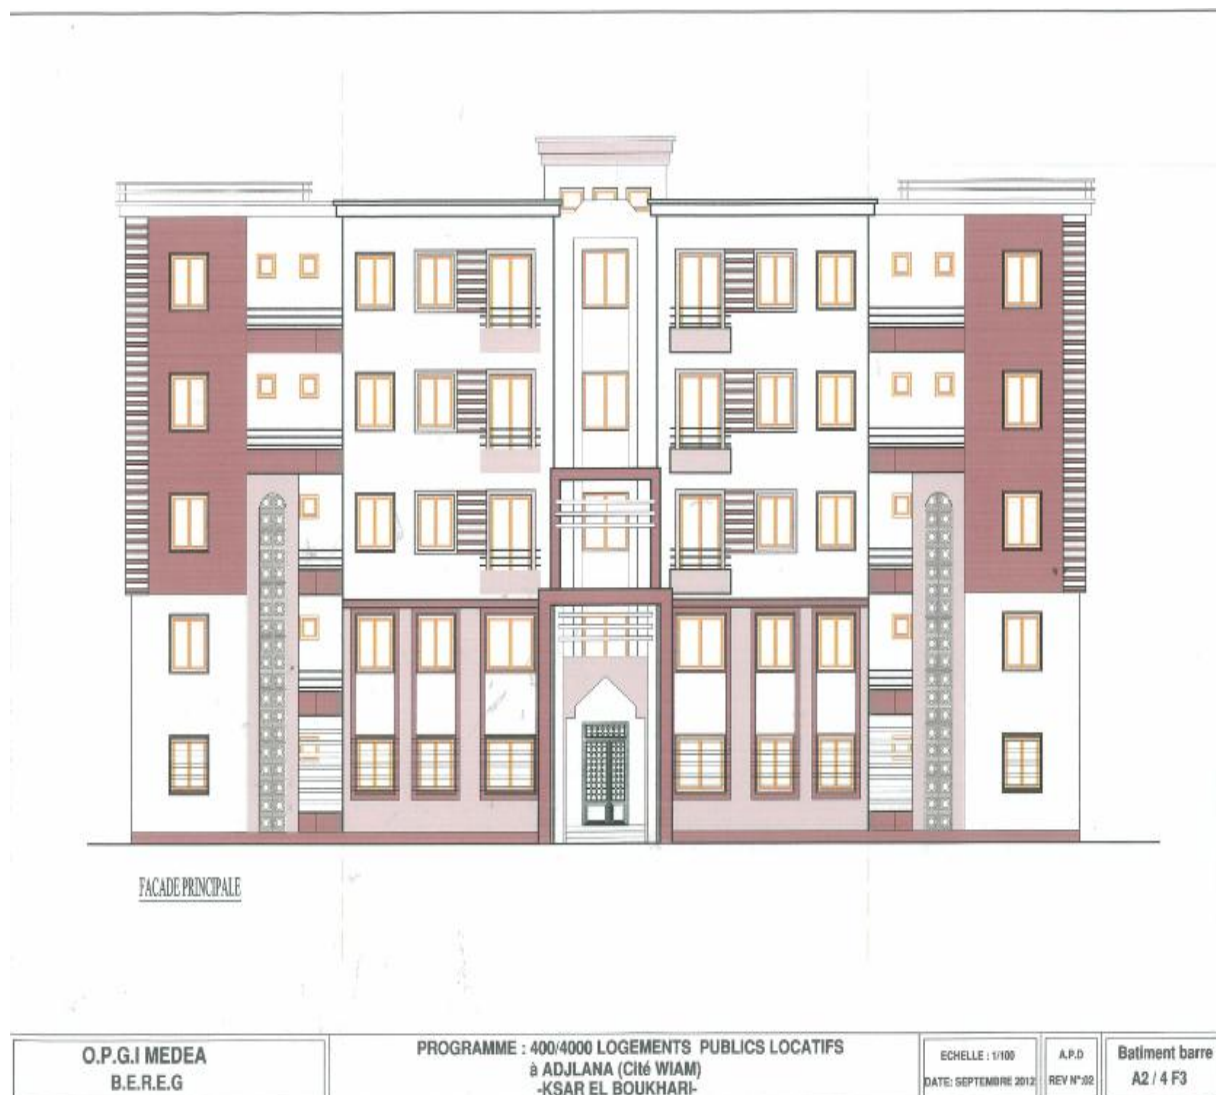 FACADE PRINCIPALE
O.P.G.I MEDEA
B.E.R.E.G
PROGRAMME : 400/4000 LOGEMENTS PUBLICS LOCATIFS
à ADJLANA (Cité WIAM)
-KSAR EL BOUKHARI-
ECHELLE : 1/100
DATE: SEPTEMBRE 2012
A.P.D
REV N°:02
Batiment barre
A2 / 4 F3